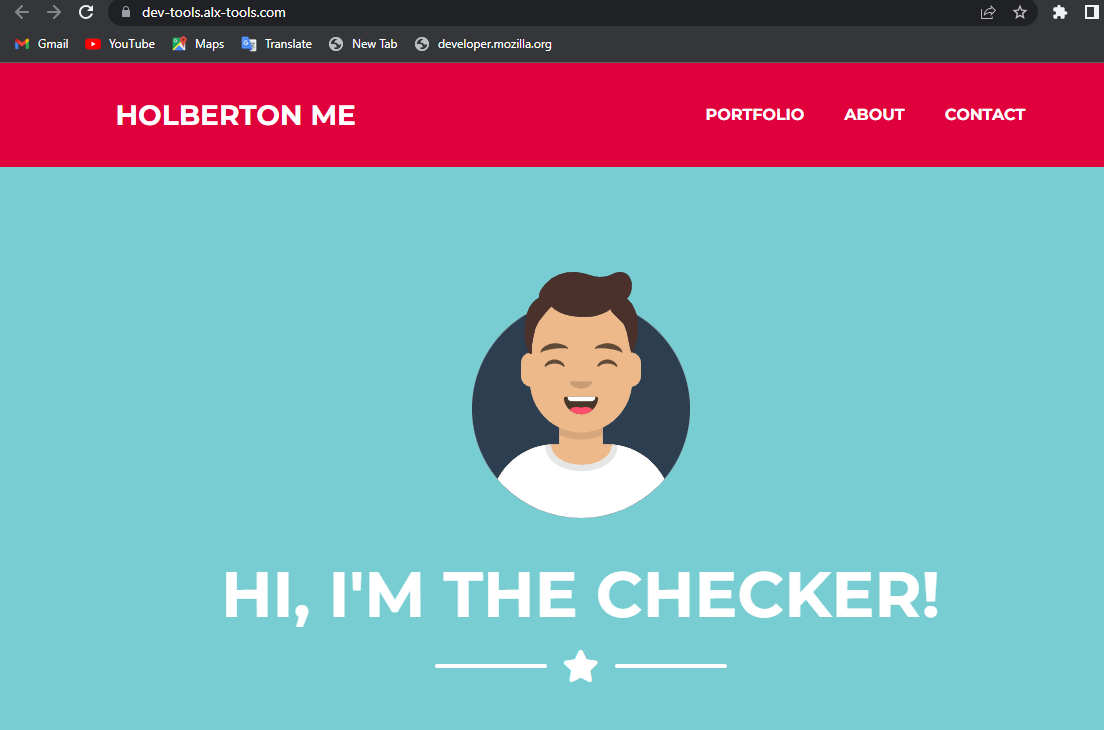 dev-tools.alx-tools.com
Gmail YouTube Maps Translate New Tab developer.mozilla.org
HOLBERTON ME PORTFOLIO ABOUT CONTACT
HI, I'M THE CHECKER!